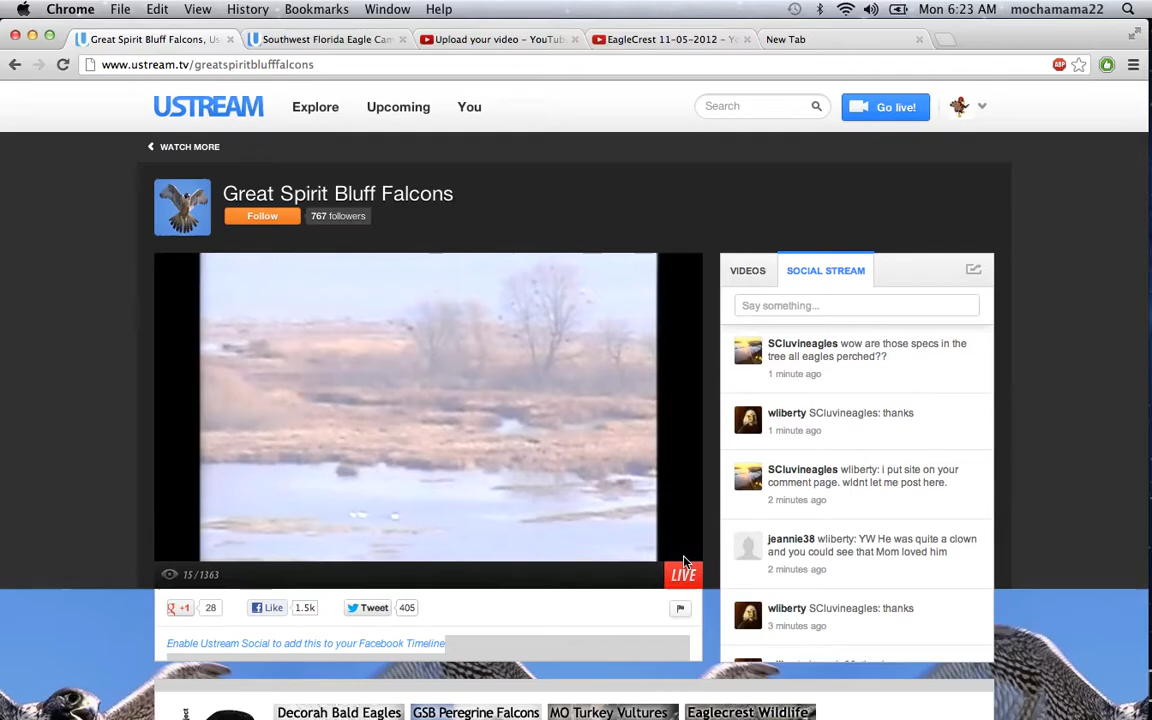 Chrome File Edit View History Bookmarks Window Help Mon 6:23 AM mochamama22
Great Spirit Bluff Falcons, Us Southwest Florida Eagle Cam Upload your video - YouTub EagleCrest 11-05-2012 - Yo New Tab
www.ustream.tv/greatspiritblufffalcons ABP
USTREAM Explore Upcoming You Search Go live!
WATCH MORE
Great Spirit Bluff Falcons
Follow 767 followers
VIDEOS SOCIAL STREAM
Say something...
SCluvineagles wow are those specs in the
tree all eagles perched??
1 minute ago
wliberty SCluvineagles: thanks
1 minute ago
SCluvineagles wliberty: i put site on your
comment page. wldnt let me post here.
2 minutes ago
jeannie38 wliberty: YW He was quite a clown
and you could see that Mom loved him
2 minutes ago
wliberty SCluvineagles: thanks
3 minutes ago
15/1363 LIVE
g +1 28 Like 1.5k Tweet 405
Enable Ustream Social to add this to your Facebook Timeline
Decorah Bald Eagles GSB Peregrine Falcons MO Turkey Vultures Eaglecrest Wildlife